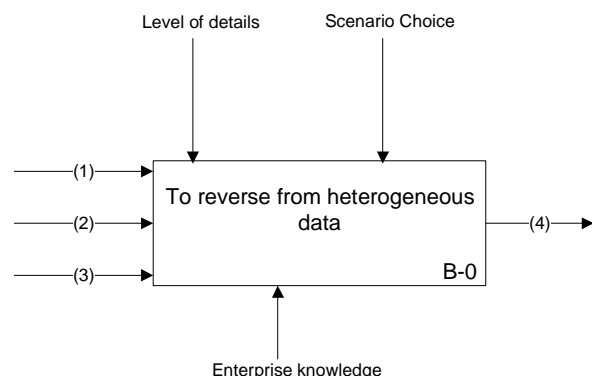 Level of details
Scenario Choice
(1)
To reverse from heterogeneous
data
(2)
(4)
(3)
B-0
Enterprise knowledge